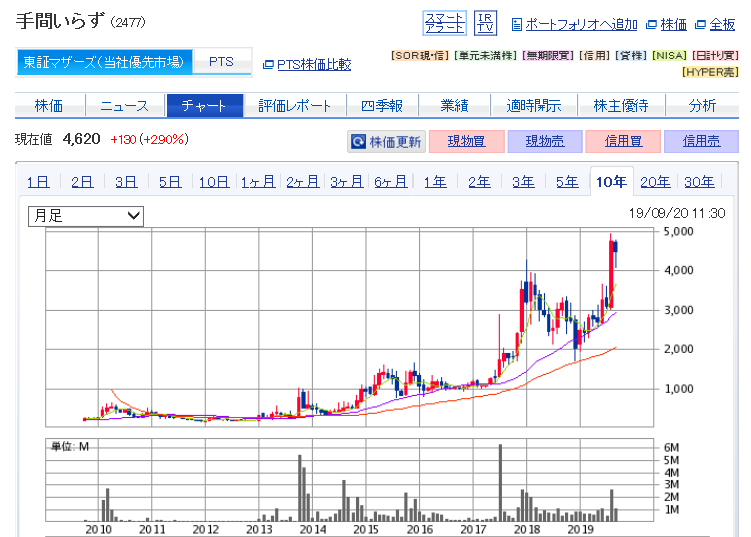 手間いらず (2477)
スマートアラート
IRTV
ポートフォリオへ追加 株価 全板
東証マザーズ(当社優先市場) PTS PTS株価比較
[SOR現・信] [単元未満株] [無期限売] [信用] [貸株] [NISA] [日計り売]
[HYPER売]
株価 ニュース チャート 評価レポート 四季報 業績 適時開示 株主優待 分析
現在値 4,620 +130 (+2.90%) 株価更新 現物買 現物売 信用買 信用売
1日 2日 3日 5日 10日 1ヶ月 2ヶ月 3ヶ月 6ヶ月 1年 2年 3年 5年 10年 20年 30年
月足 19/09/20 11:30
5,000
4,000
3,000
2,000
1,000
単位: M
6M
5M
4M
3M
2M
1M
2010 2011 2012 2013 2014 2015 2016 2017 2018 2019